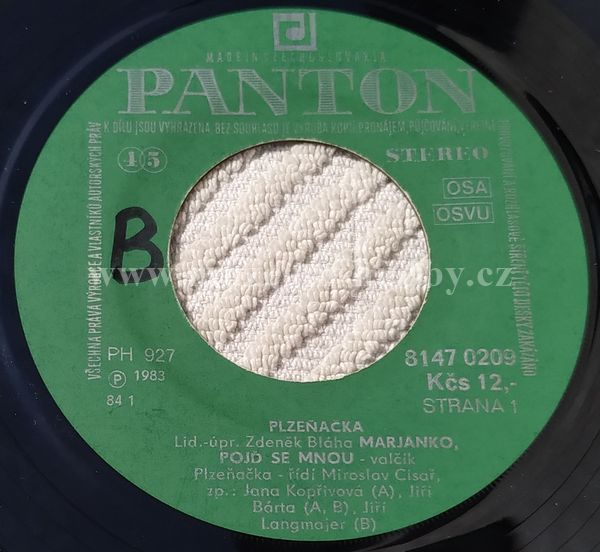 MADE IN CZECHOSLOVAKIA
PANTON
K DÍLU JSOU VYHRAZENA. BEZ SOUHLASU JE VÝROBA KOPIÍ, PRONÁJEM, PŮJČOVÁNÍ, VEŘEJNÉ
VŠECHNA PRÁVA VÝROBCE A VLASTNÍKŮ AUTORSKÝCH PRÁV
45
STEREO
OSA
OSVU
B
PH 927
℗ 1983
84 1
8147 0209
Kčs 12,-
STRANA 1
PLZEŇAČKA
Lid.-úpr. Zdeněk Bláha MARJANKO,
POJĎ SE MNOU - valčík
Plzeňačka - řídí Miroslav Císař,
zp.: Jana Kopřivová (A), Jiří
Bárta (A, B), Jiří
Langmajer (B)